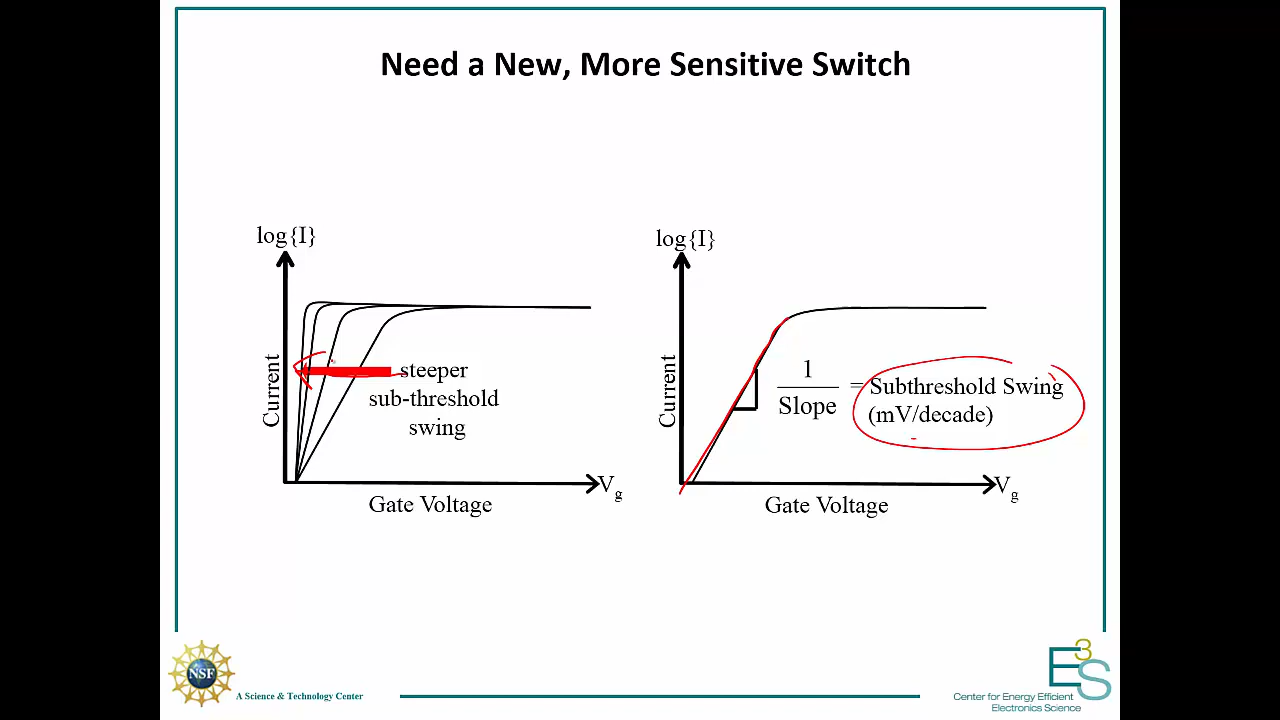 Need a New, More Sensitive Switch
log{I}
Current
steeper
sub-threshold
swing
Gate Voltage
Vg
log{I}
Current
1
Slope
= Subthreshold Swing
(mV/decade)
Gate Voltage
Vg
NSF
A Science & Technology Center
E3S
Center for Energy Efficient
Electronics Science